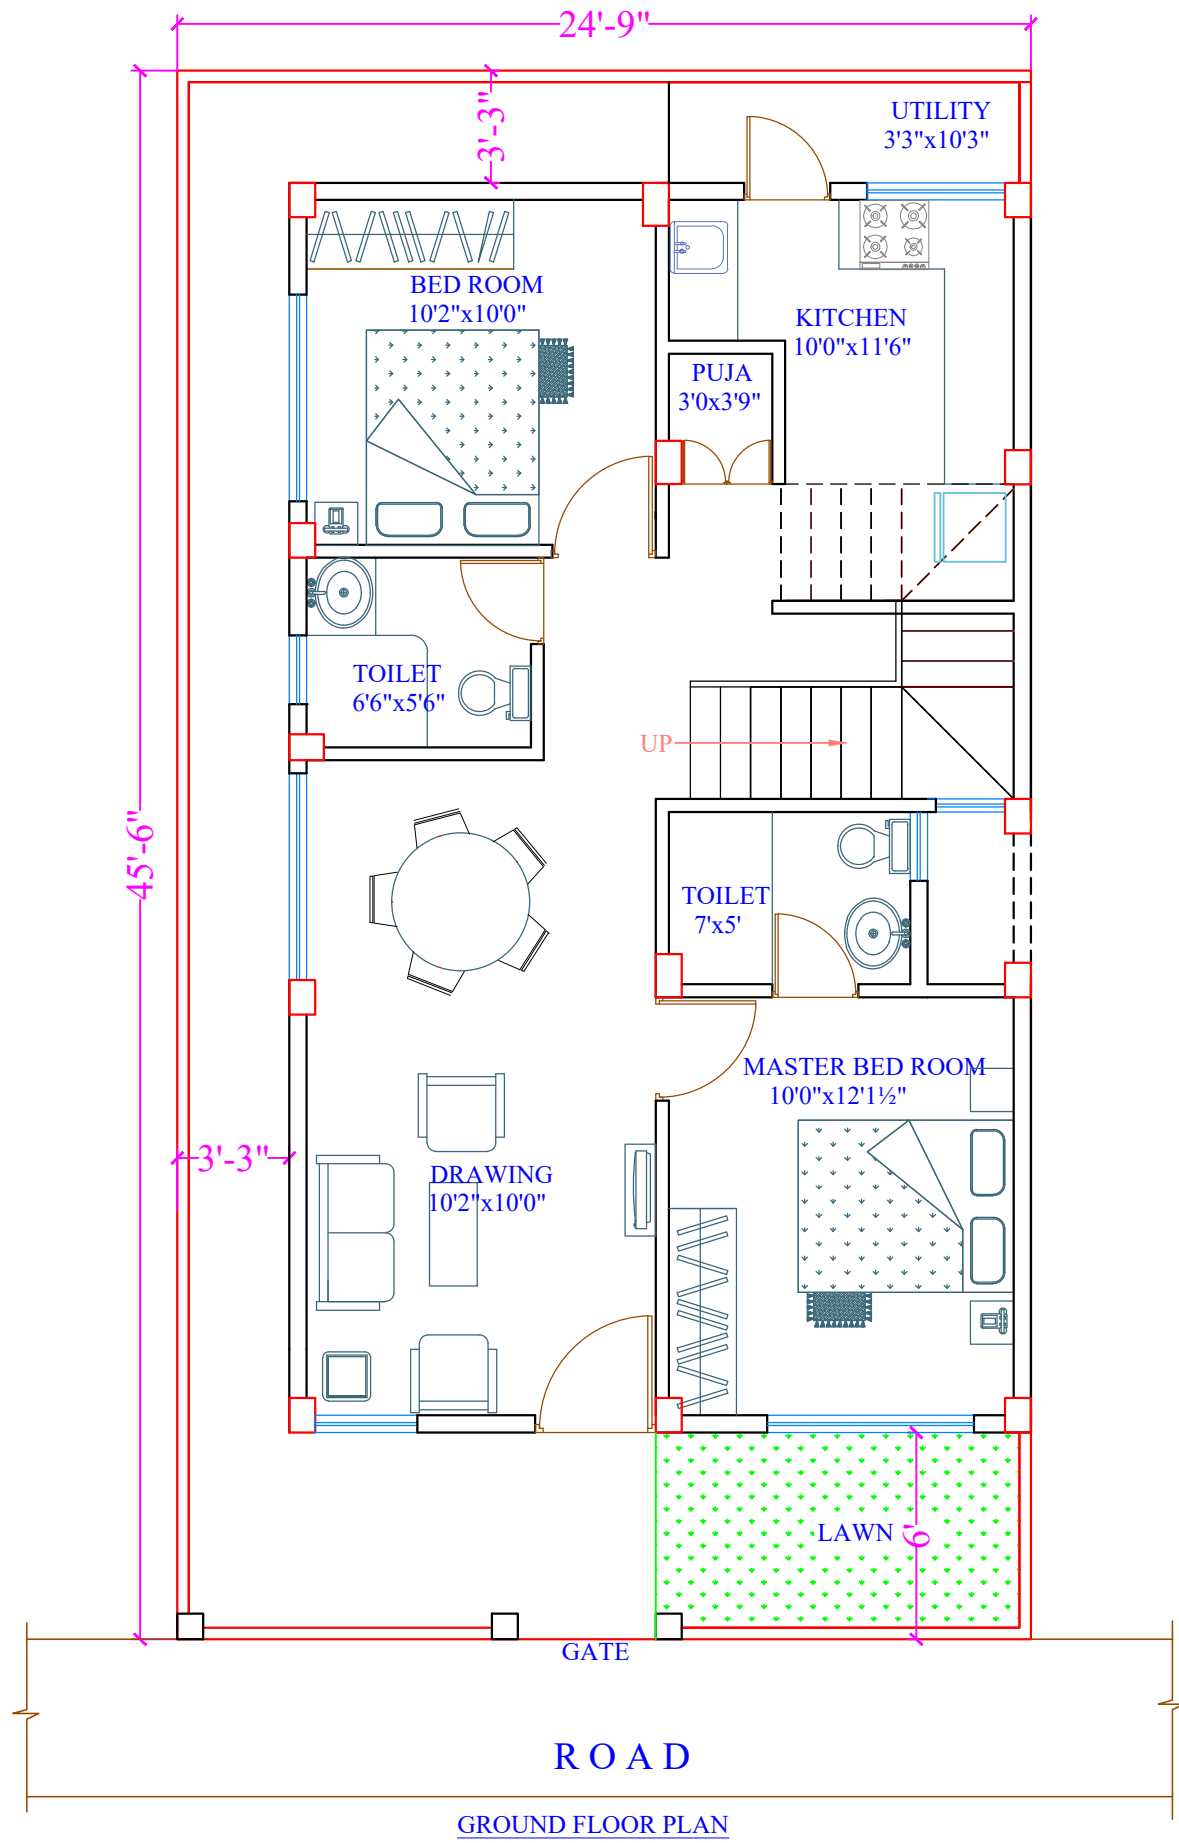 24'-9"
3'-3"
UTILITY
3'3"x10'3"
BED ROOM
10'2"x10'0"
KITCHEN
10'0"x11'6"
PUJA
3'0x3'9"
TOILET
6'6"x5'6"
UP
45'-6"
TOILET
7'x5'
MASTER BED ROOM
10'0"x12'1½"
3'-3"
DRAWING
10'2"x10'0"
LAWN
6'
GATE
ROAD
GROUND FLOOR PLAN